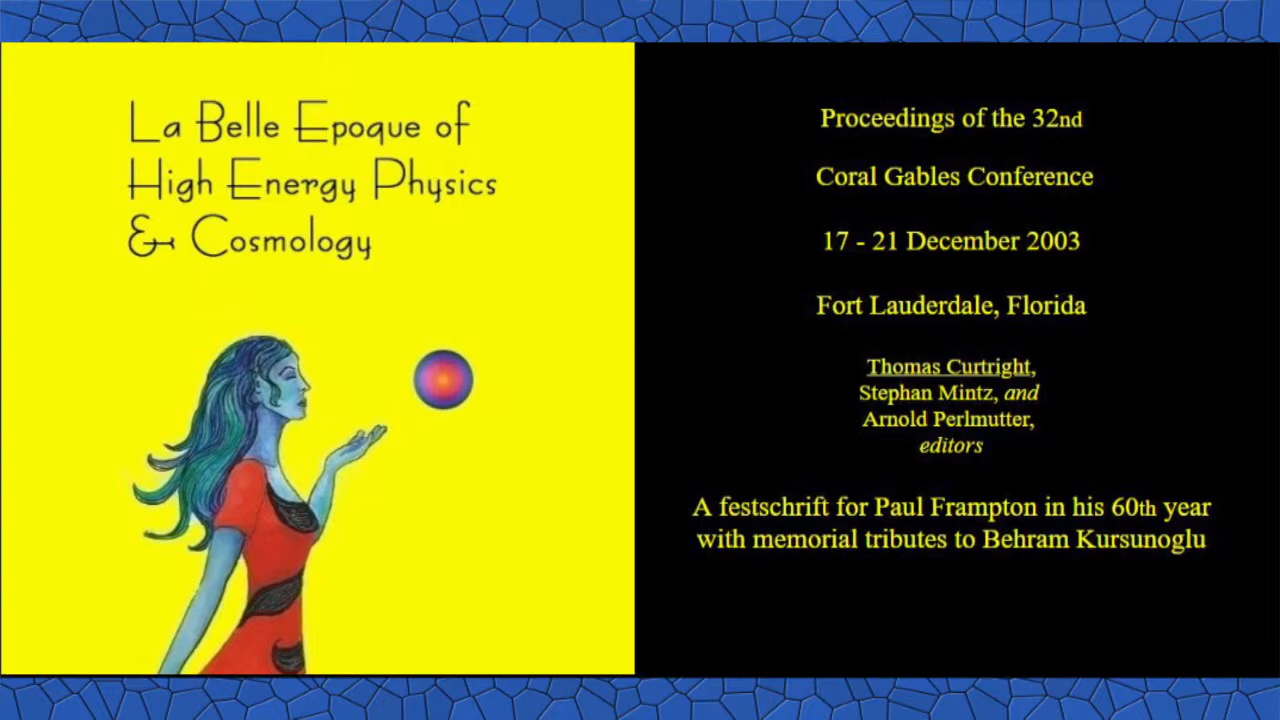 La Belle Epoque of
High Energy Physics
& Cosmology
Proceedings of the 32nd
Coral Gables Conference
17 - 21 December 2003
Fort Lauderdale, Florida
Thomas Curtright,
Stephan Mintz, and
Arnold Perlmutter,
editors
A festschrift for Paul Frampton in his 60th year
with memorial tributes to Behram Kursunoglu